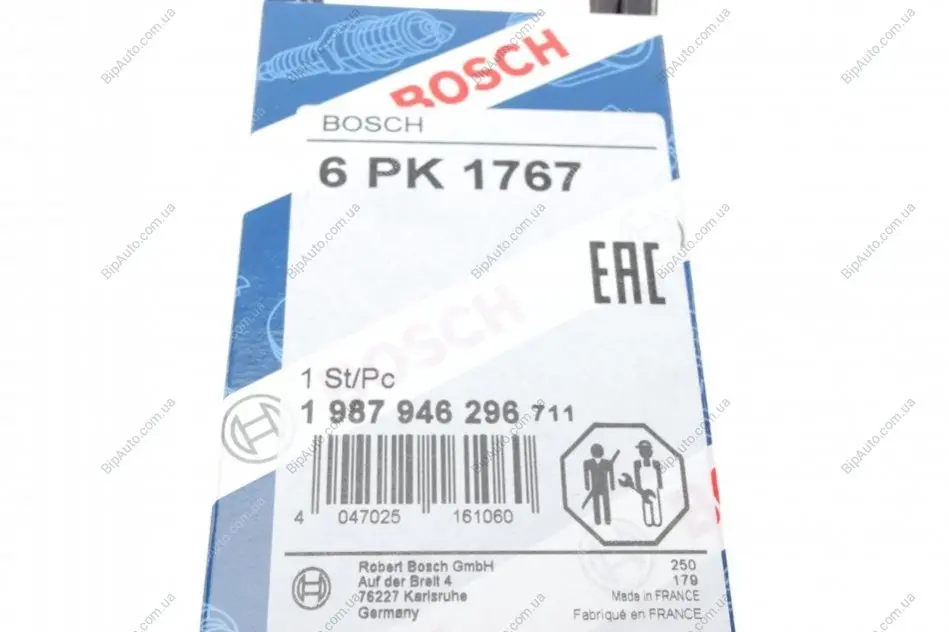 BOSCH
BOSCH
6 PK 1767
EAC
BOSCH
1 St/Pc
1 987 946 296 711
4 047025 161060
Robert Bosch GmbH
Auf der Breit 4
76227 Karlsruhe
Germany
250
179
Made in FRANCE
Fabriqué en FRANCE
BipAuto.com.ua